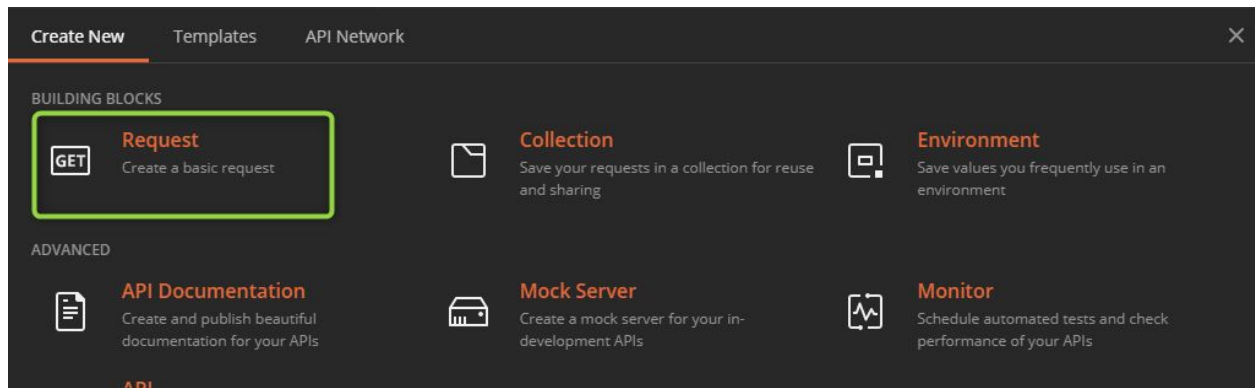 Create New Templates API Network
BUILDING BLOCKS
GET
Request
Create a basic request
Collection
Save your requests in a collection for reuse
and sharing
Environment
Save values you frequently use in an
environment
ADVANCED
API Documentation
Create and publish beautiful
documentation for your APIs
Mock Server
Create a mock server for your in-
development APIs
Monitor
Schedule automated tests and check
performance of your APIs
API